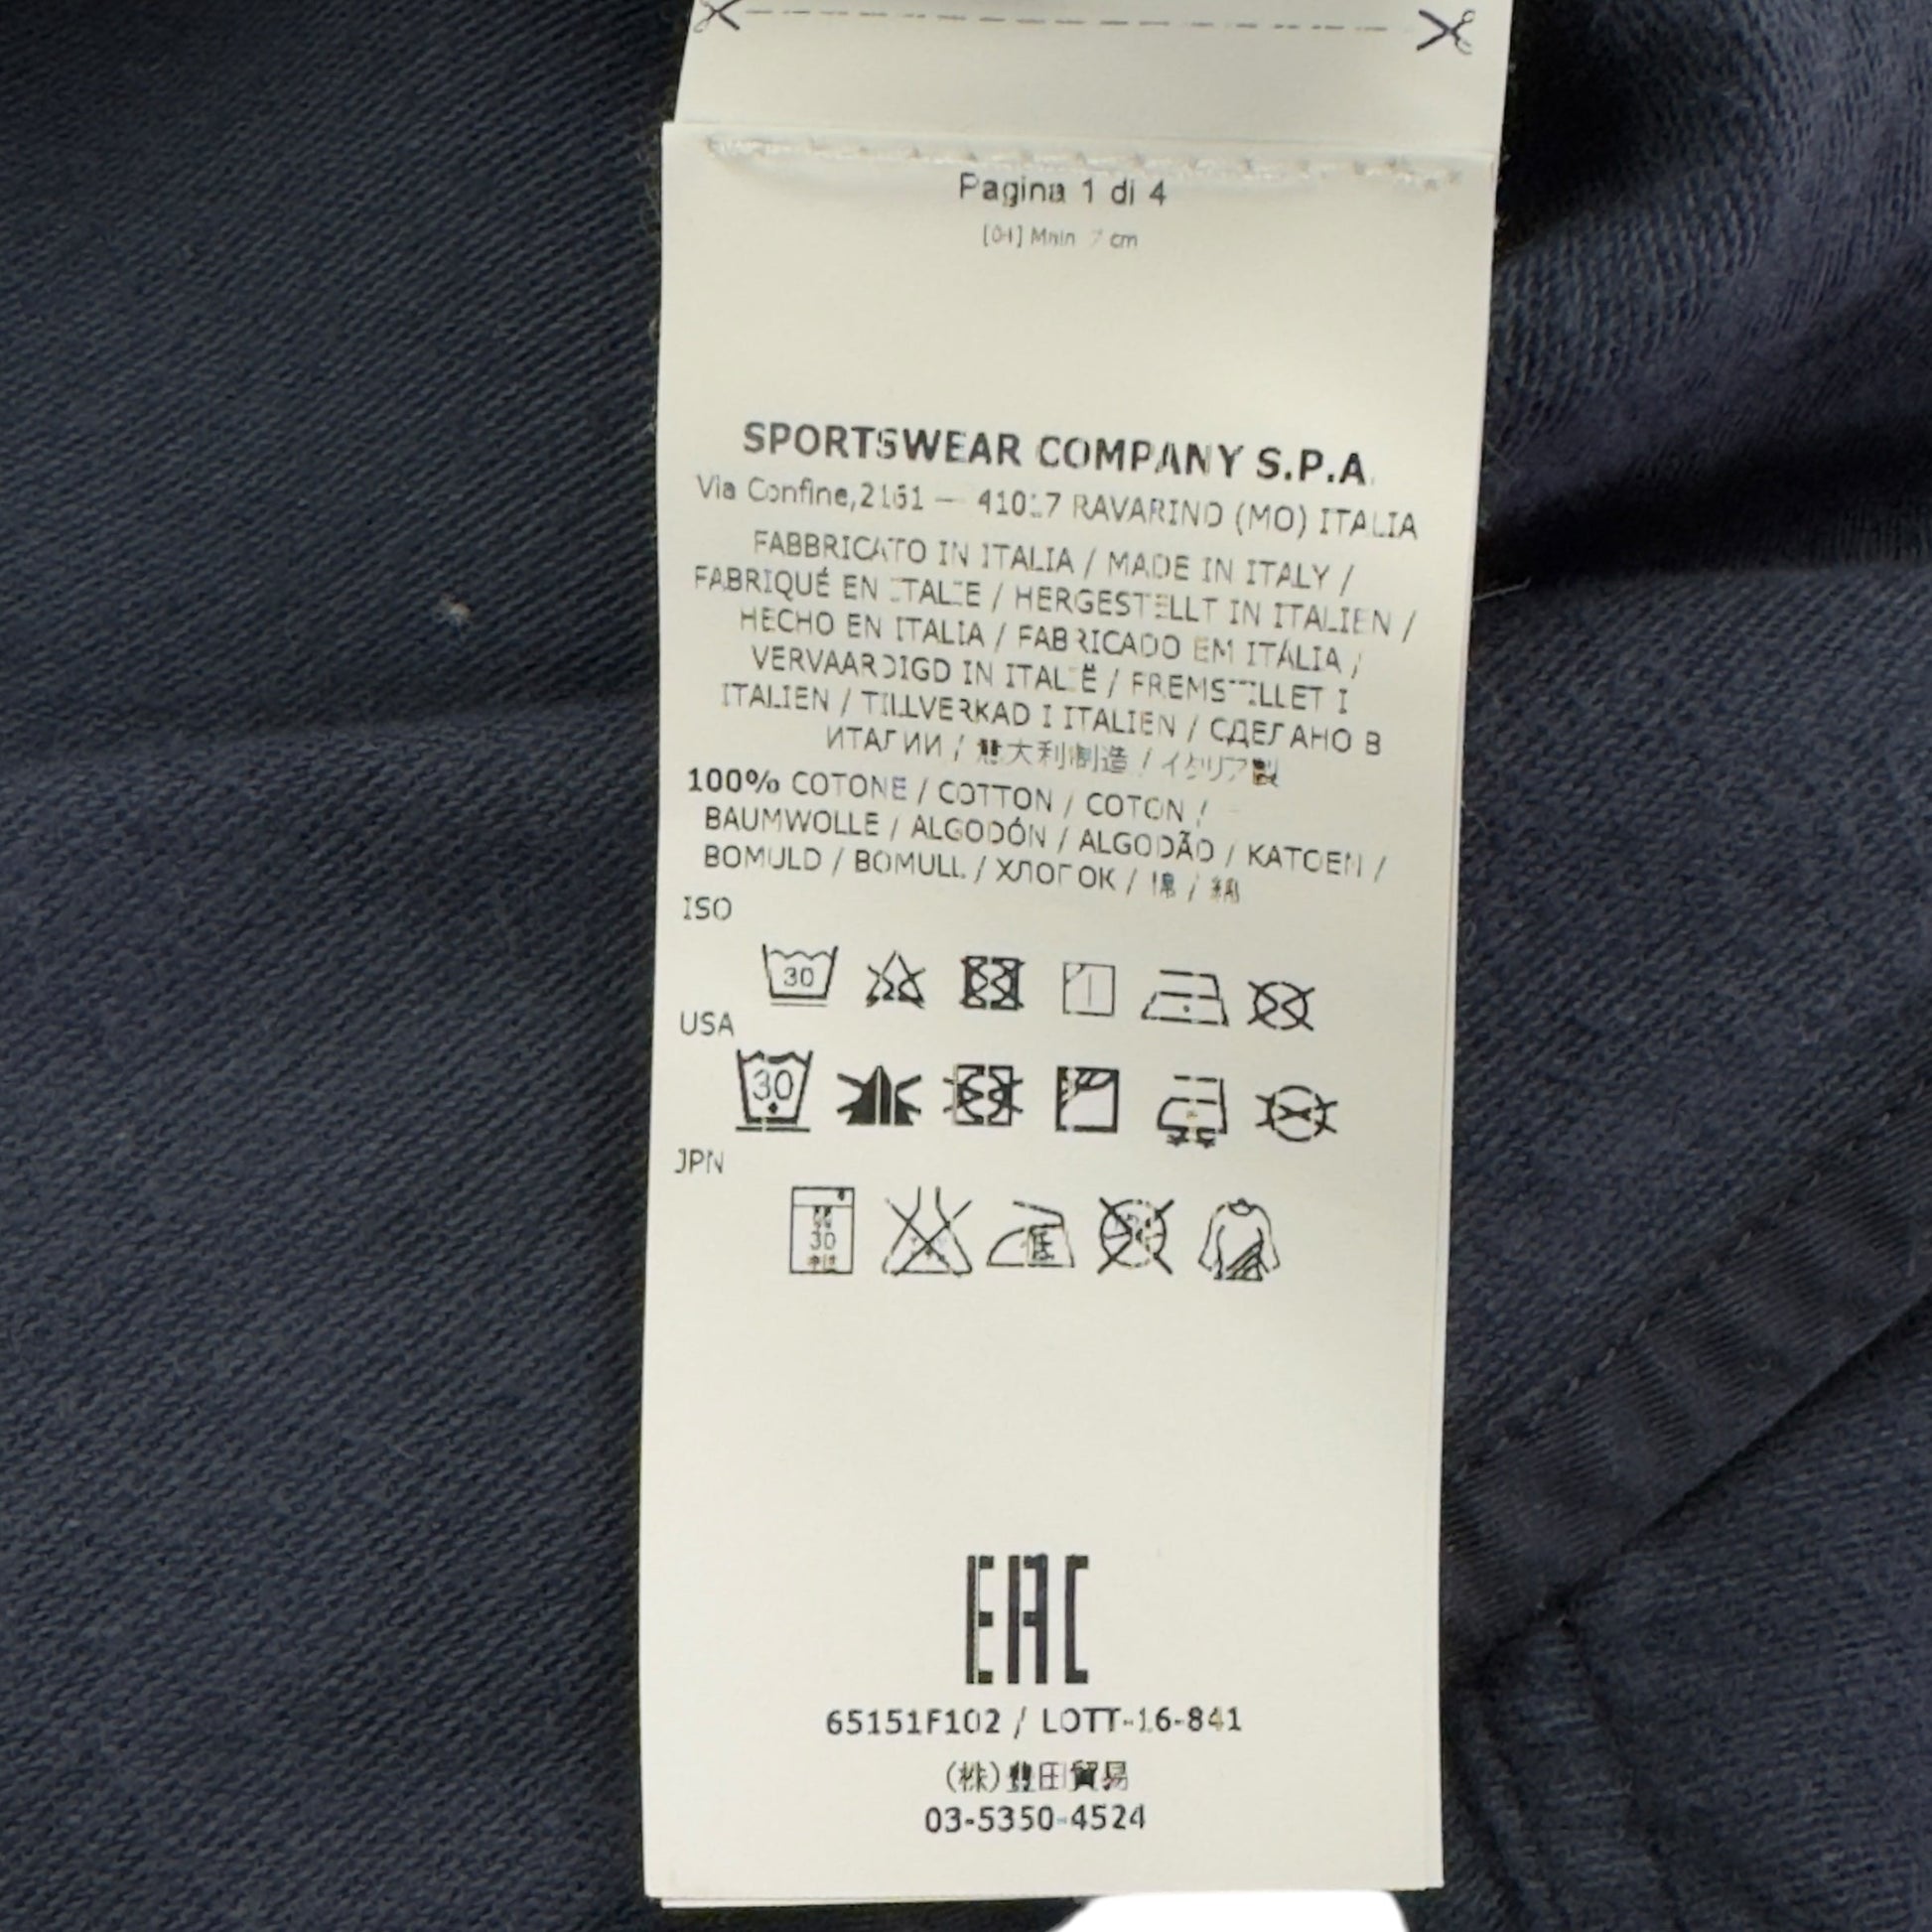 Pagina 1 di 4
cm
SPORTSWEAR COMPANY S.P.A.
Via Confine,2161 — 41017 RAVARINO (MO) ITALIA
FABBRICATO IN ITALIA / MADE IN ITALY /
FABRIQUÉ EN ITALIE / HERGESTELLT IN ITALIEN /
HECHO EN ITALIA / FABRICADO EM ITÁLIA /
VERVAARDIGD IN ITALIË / FREMSTILLET I
ITALIEN / TILLVERKAD I ITALIEN / СДЕЛАНО В
ИТАЛИИ / 意大利制造 / イタリア製
100% COTONE / COTTON / COTON /
BAUMWOLLE / ALGODÓN / ALGODÃO / KATOEN /
BOMULD / BOMULL / ХЛОПОК / 棉 / 綿
ISO
30
USA
30
JPN
30
EAC
65151F102 / LOTT-16-841
(株)豊田貿易
03-5350-4524